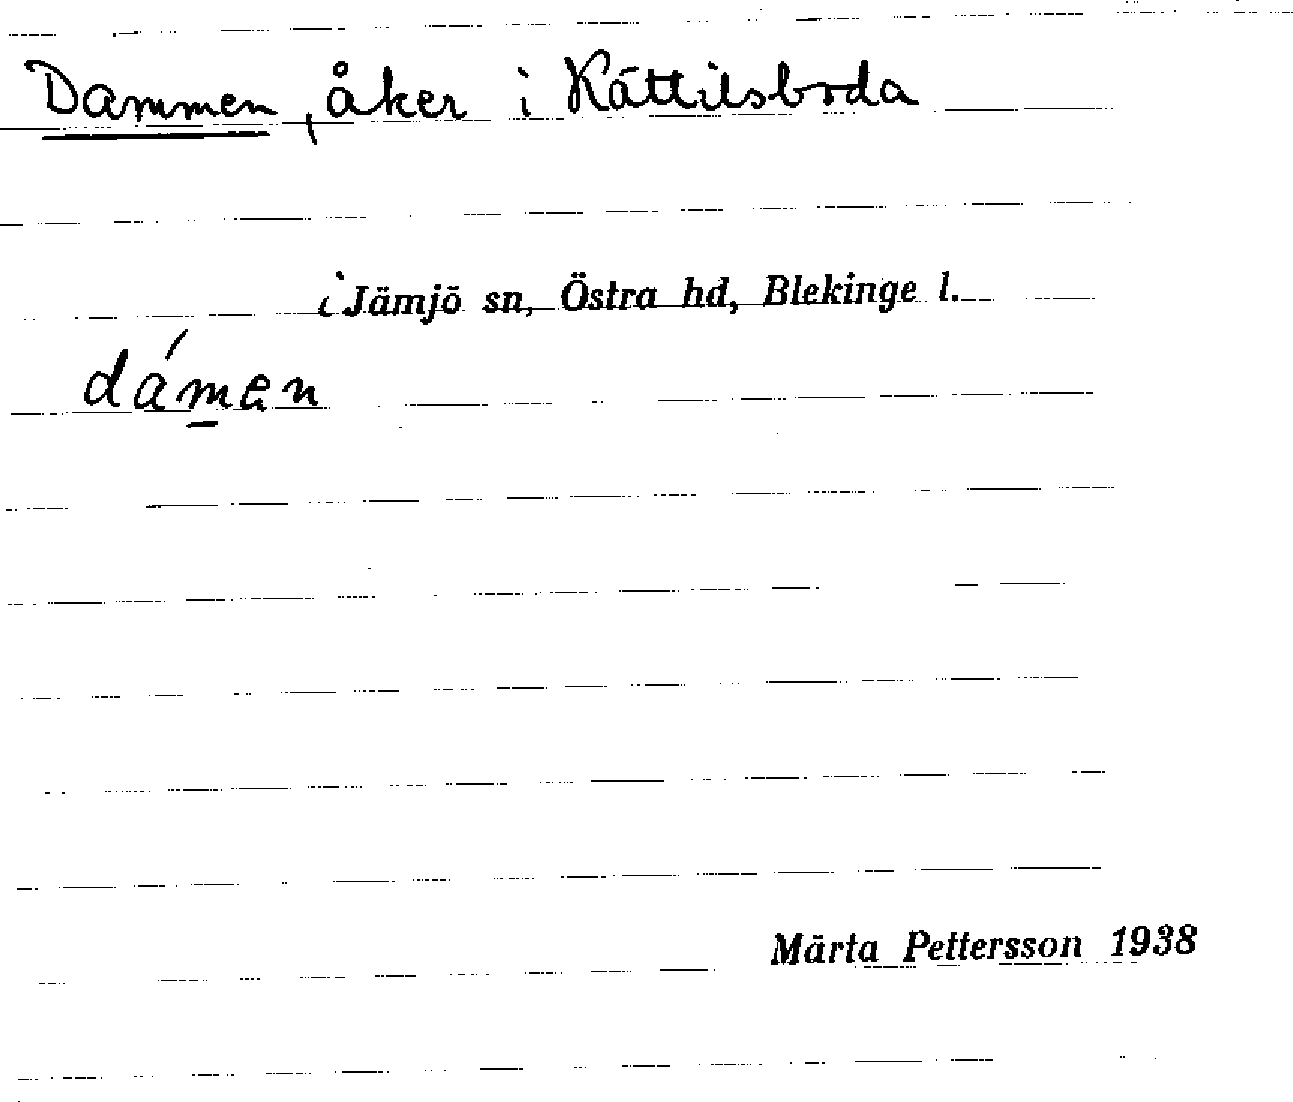 Dammen, åker i Kättilsboda
i Jämjö sn, Östra hd, Blekinge l.
dámen
Märta Pettersson 1938